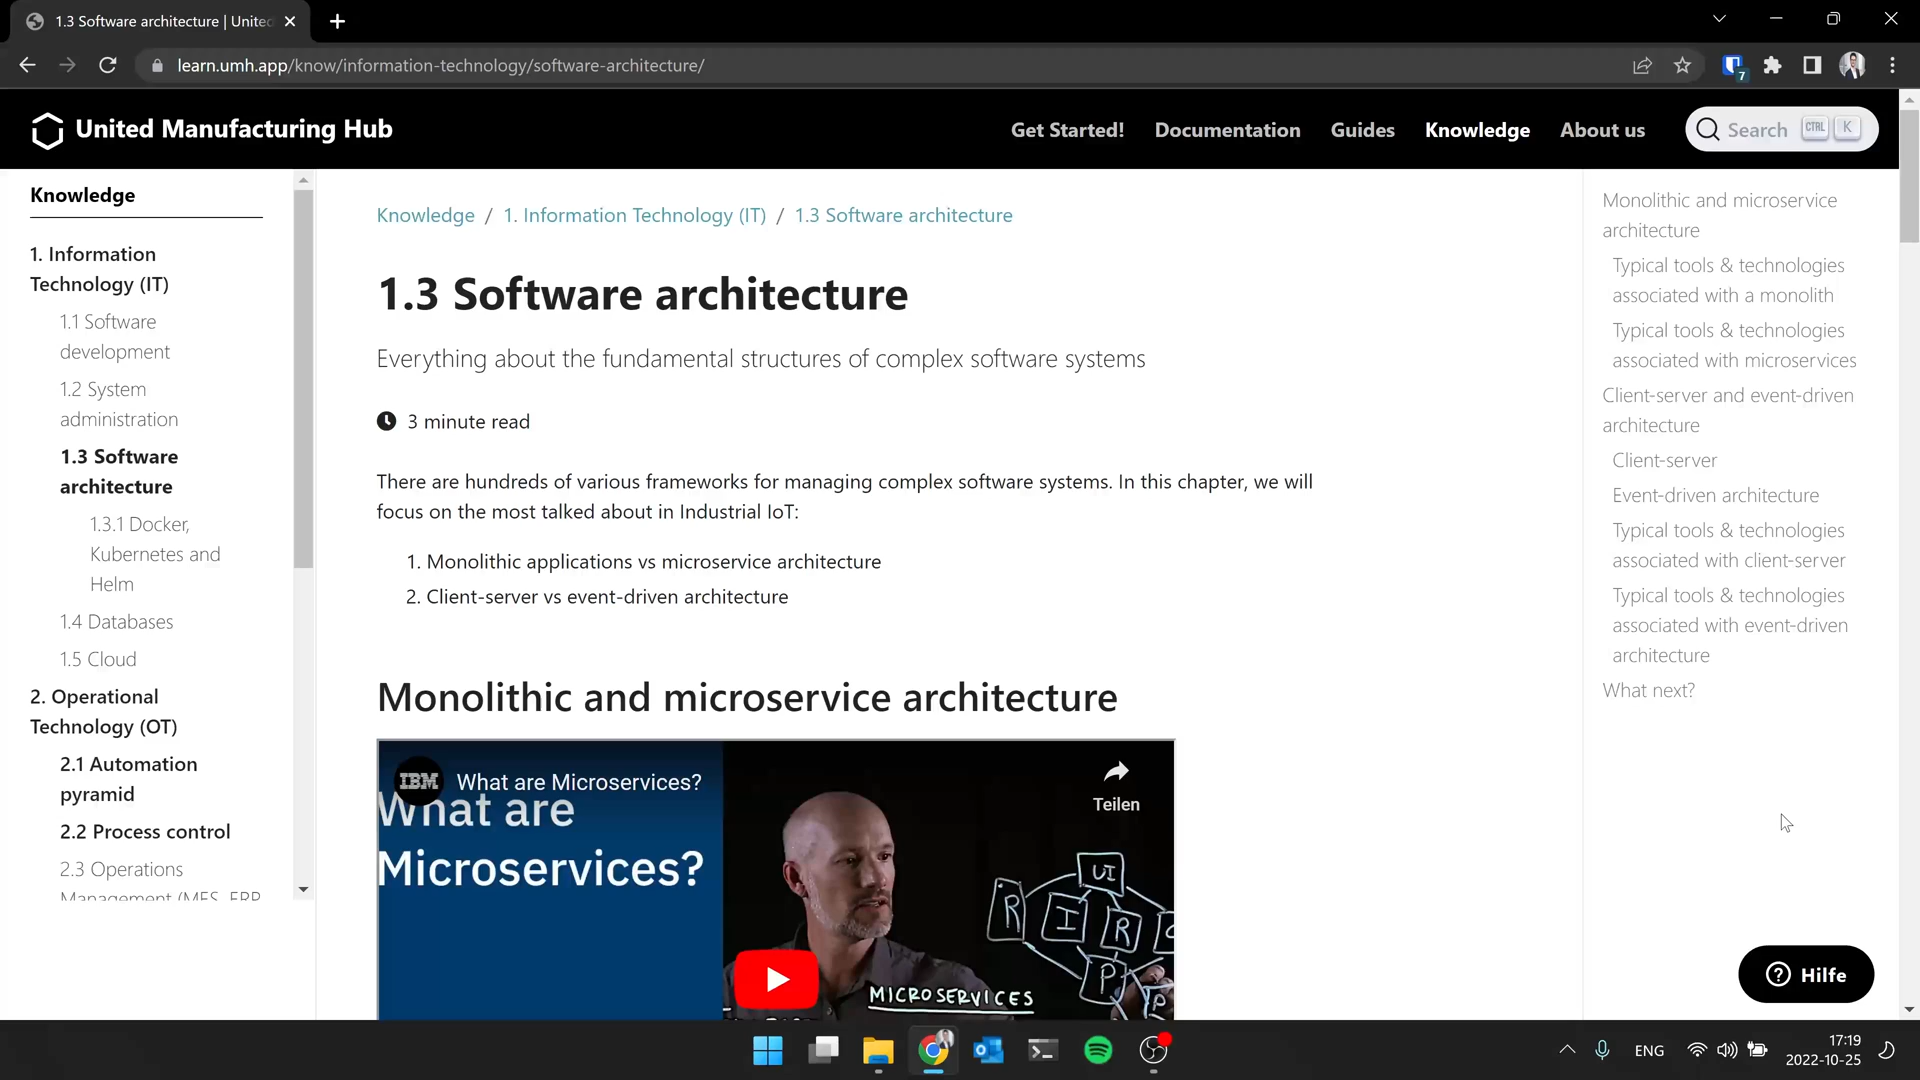 1.3 Software architecture | United
learn.umh.app/know/information-technology/software-architecture/
7
United Manufacturing Hub
Get Started!
Documentation
Guides
Knowledge
About us
Search
CTRL
K
Knowledge
1. Information
Technology (IT)
1.1 Software
development
1.2 System
administration
1.3 Software
architecture
1.3.1 Docker,
Kubernetes and
Helm
1.4 Databases
1.5 Cloud
2. Operational
Technology (OT)
2.1 Automation
pyramid
2.2 Process control
2.3 Operations
Management (MES, ERP
Knowledge / 1. Information Technology (IT) / 1.3 Software architecture
1.3 Software architecture
Everything about the fundamental structures of complex software systems
3 minute read
There are hundreds of various frameworks for managing complex software systems. In this chapter, we will
focus on the most talked about in Industrial IoT:
1. Monolithic applications vs microservice architecture
2. Client-server vs event-driven architecture
Monolithic and microservice architecture
IBM
What are Microservices?
Teilen
What are
Microservices?
UI
R
I
R
P
P
MICROSERVICES
Monolithic and microservice
architecture
Typical tools & technologies
associated with a monolith
Typical tools & technologies
associated with microservices
Client-server and event-driven
architecture
Client-server
Event-driven architecture
Typical tools & technologies
associated with client-server
Typical tools & technologies
associated with event-driven
architecture
What next?
Hilfe
ENG
17:19
2022-10-25